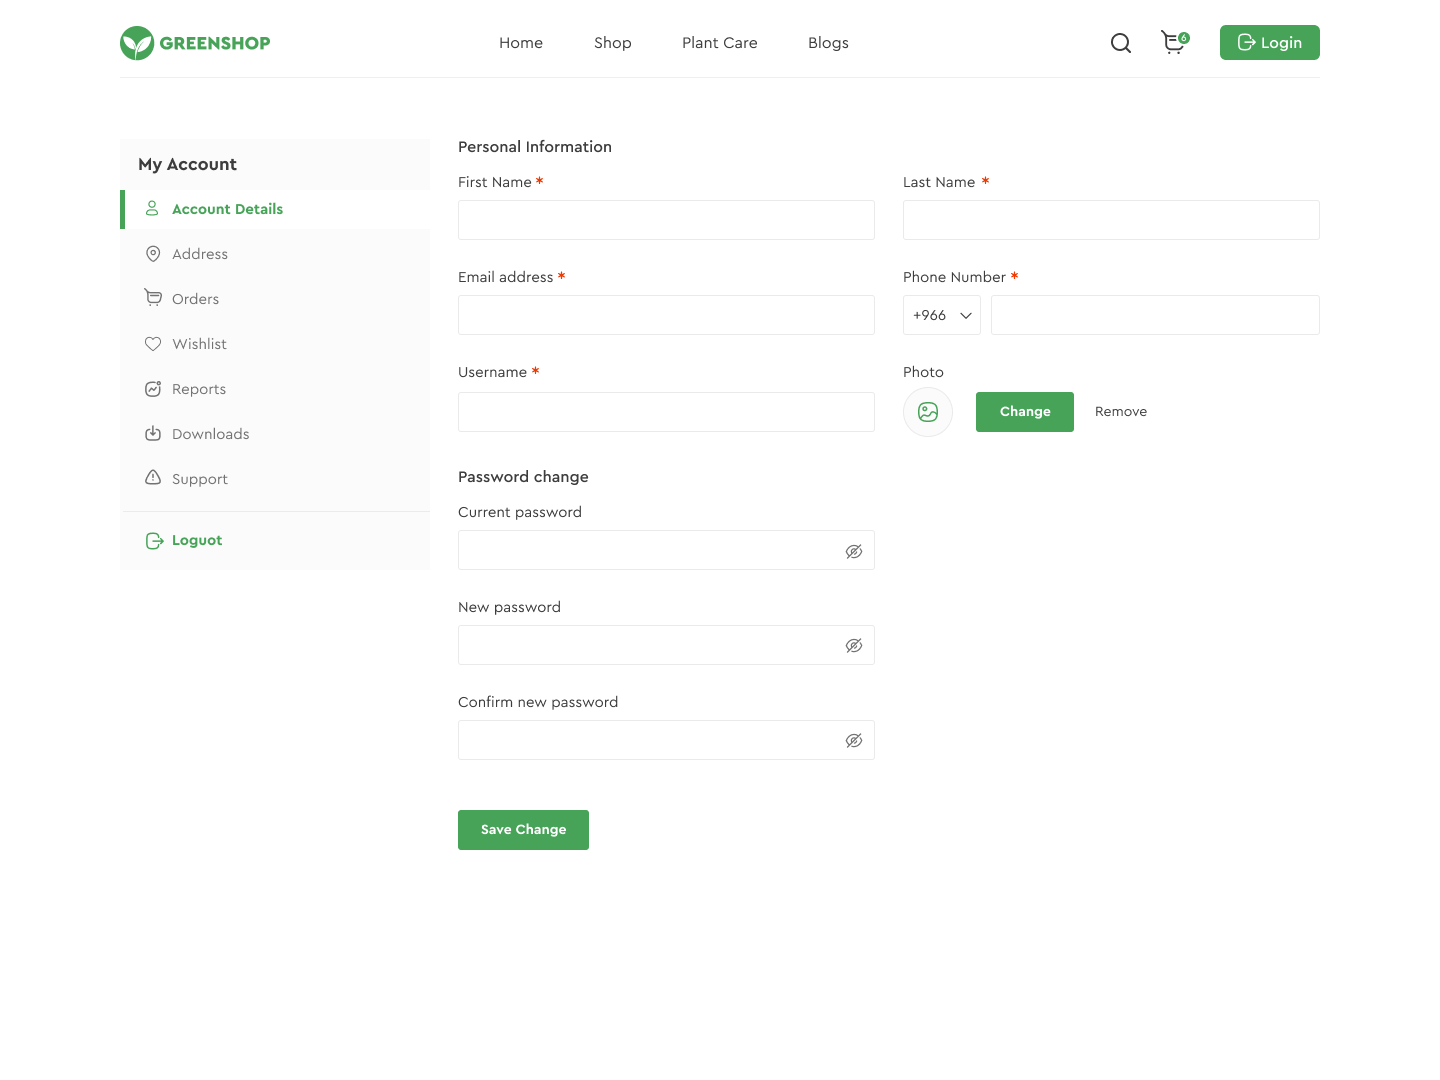 GREENSHOP
Home Shop Plant Care Blogs
6
Login
My Account
Account Details
Address
Orders
Wishlist
Reports
Downloads
Support
Loguot
Personal Information
First Name *
Last Name *
Email address *
Phone Number *
+966
Username *
Photo
Change
Remove
Password change
Current password
New password
Confirm new password
Save Change